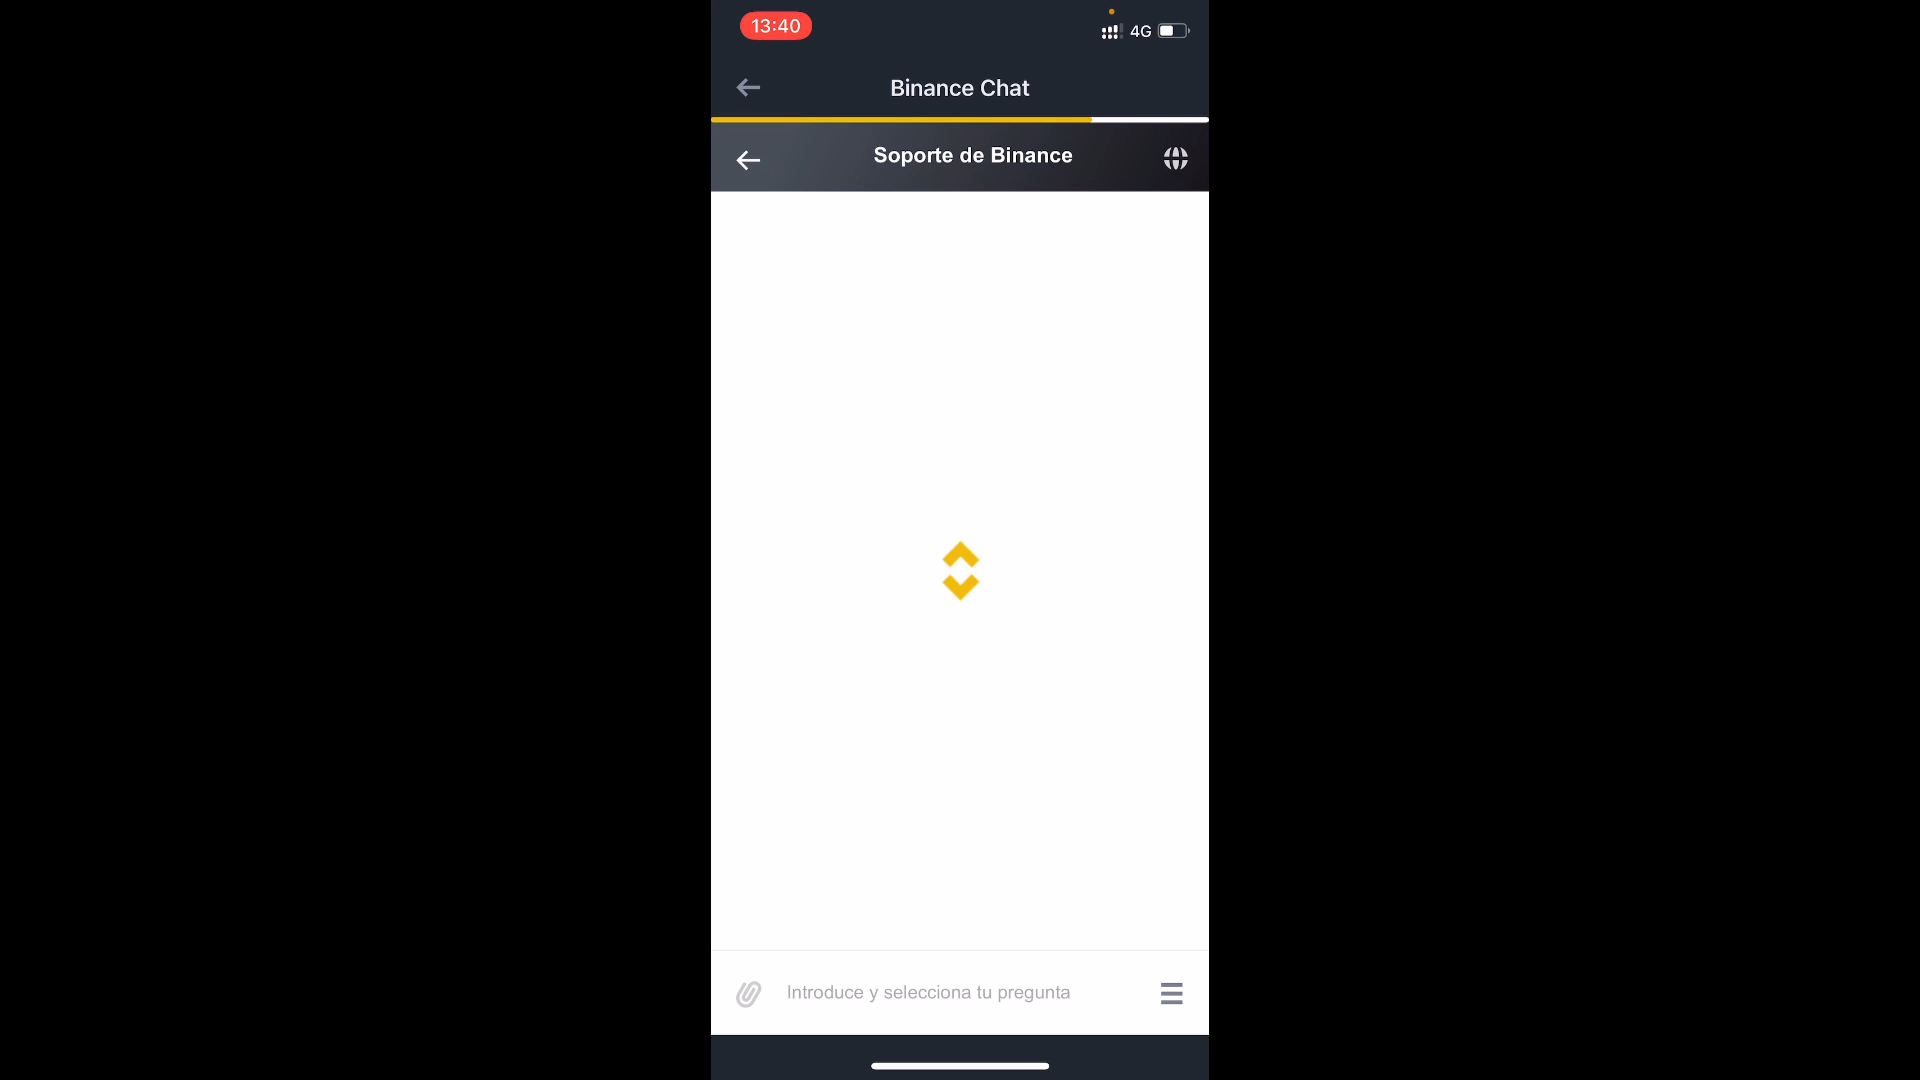 13:40
4G
Binance Chat
Soporte de Binance
Introduce y selecciona tu pregunta